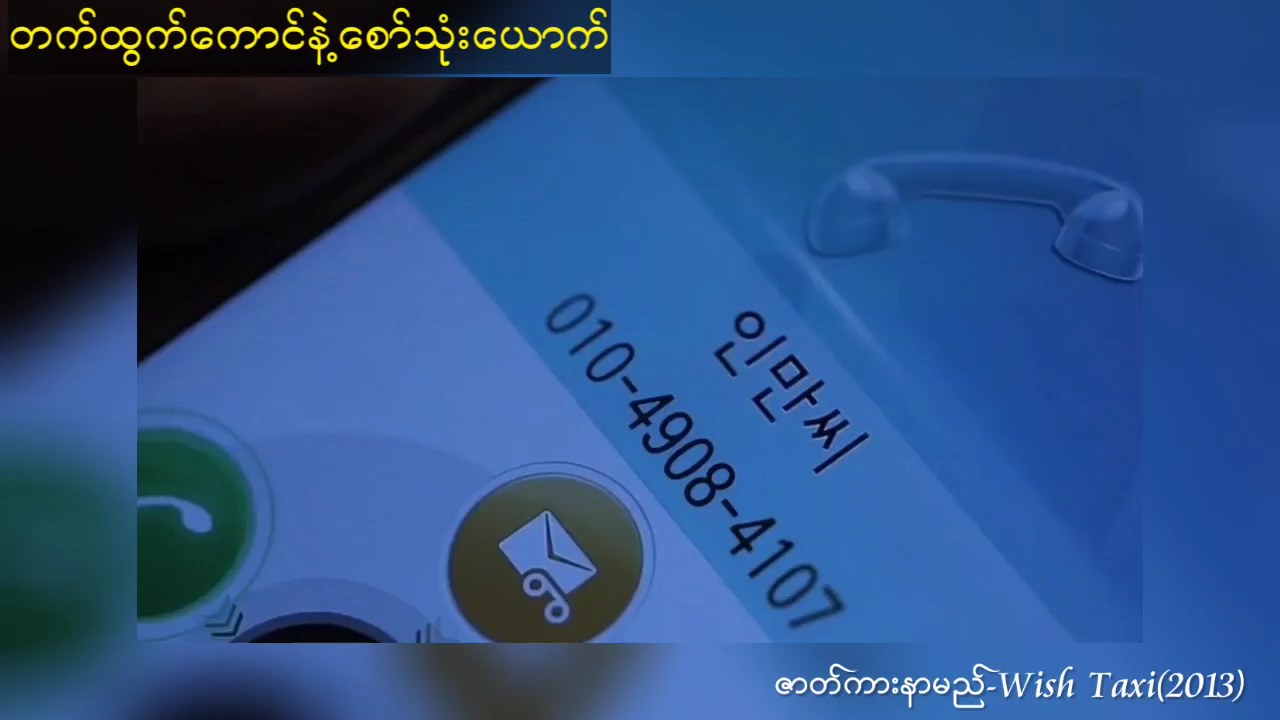 တက်ထွက်ကောင်နဲ့စော်သုံးယောက်
인만씨
010-4908-4107
ဇာတ်ကားနာမည်-Wish Taxi(2013)